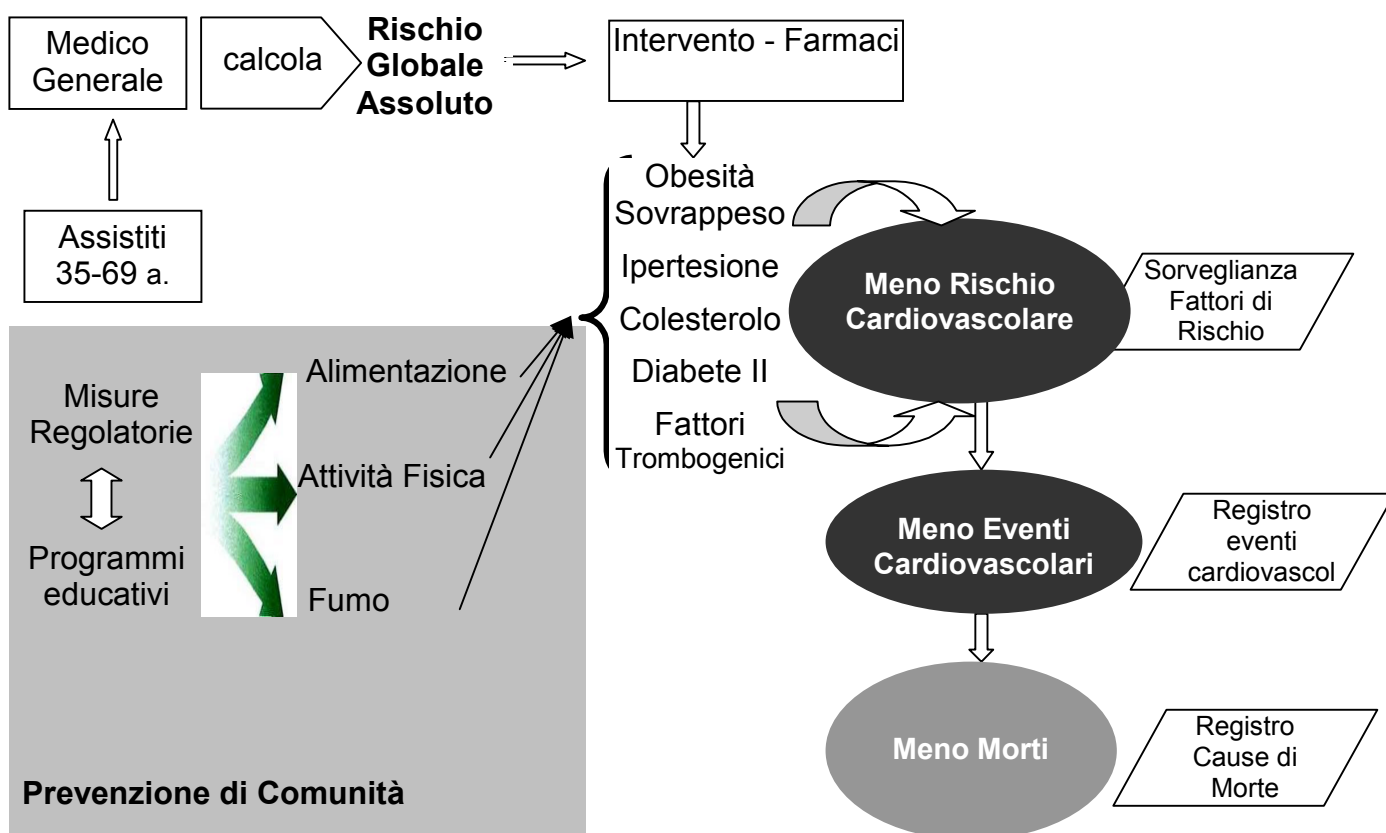 Medico
Generale
calcola
Rischio
Globale
Assoluto
Intervento - Farmaci
Assistiti
35-69 a.
Obesità
Sovrappeso
Ipertesione
Colesterolo
Diabete II
Fattori
Trombogenici
Meno Rischio
Cardiovascolare
Sorveglianza
Fattori di
Rischio
Misure
Regolatorie
Programmi
educativi
Alimentazione
Attività Fisica
Fumo
Prevenzione di Comunità
Meno Eventi
Cardiovascolari
Registro
eventi
cardiovascol
Meno Morti
Registro
Cause di
Morte